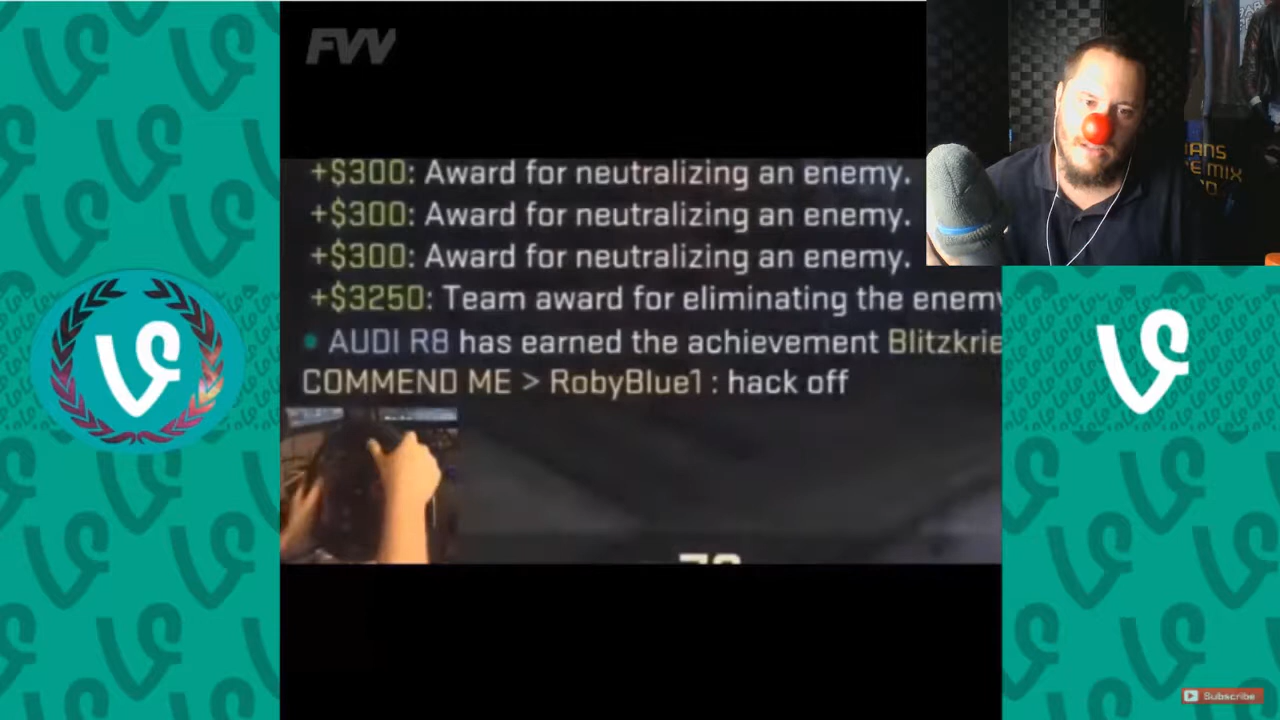 FVV
+$300: Award for neutralizing an enemy.
+$300: Award for neutralizing an enemy.
+$300: Award for neutralizing an enemy.
+$3250: Team award for eliminating the enemy
• AUDI R8 has earned the achievement Blitzkrie
COMMEND ME > RobyBlue1 : hack off
Subscribe